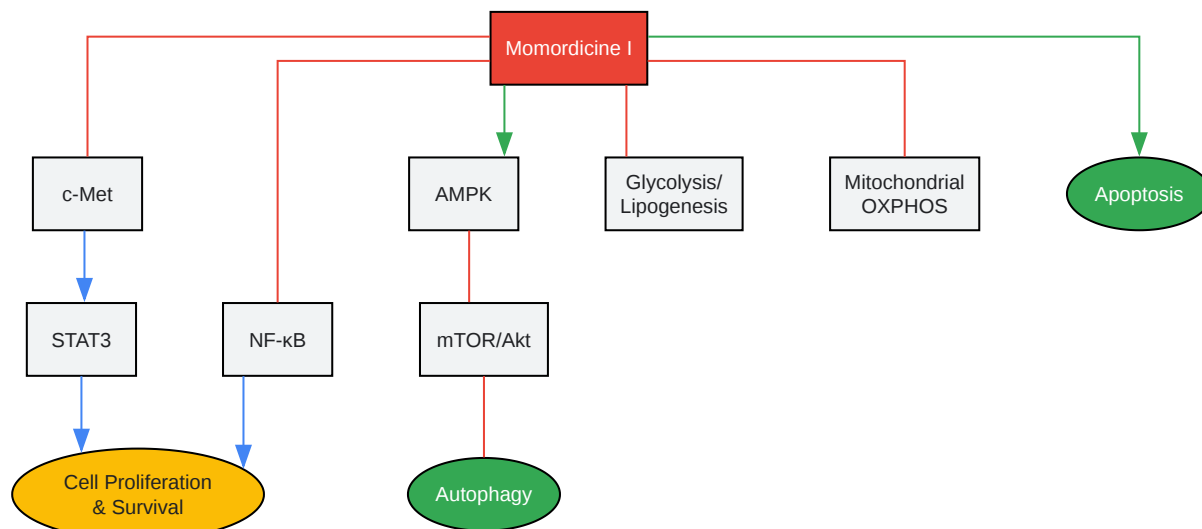 Momordicine I
c-Met
AMPK
Glycolysis/
Lipogenesis
Mitochondrial
OXPHOS
Apoptosis
STAT3
NF-κB
mTOR/Akt
Cell Proliferation
& Survival
Autophagy